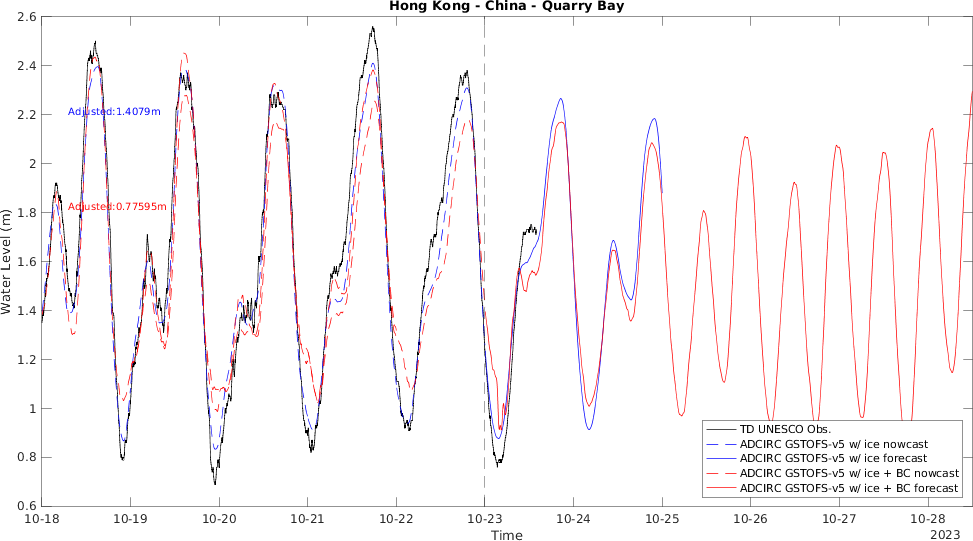 Hong Kong - China - Quarry Bay
2.6
2.4
2.2
2
1.8
1.6
1.4
1.2
1
0.8
0.6
Water Level (m)
Adjusted:1.4079m
Adjusted:0.77595m
TD UNESCO Obs.
ADCIRC GSTOFS-v5 w/ ice nowcast
ADCIRC GSTOFS-v5 w/ ice forecast
ADCIRC GSTOFS-v5 w/ ice + BC nowcast
ADCIRC GSTOFS-v5 w/ ice + BC forecast
10-18 10-19 10-20 10-21 10-22 10-23 10-24 10-25 10-26 10-27 10-28
Time
2023